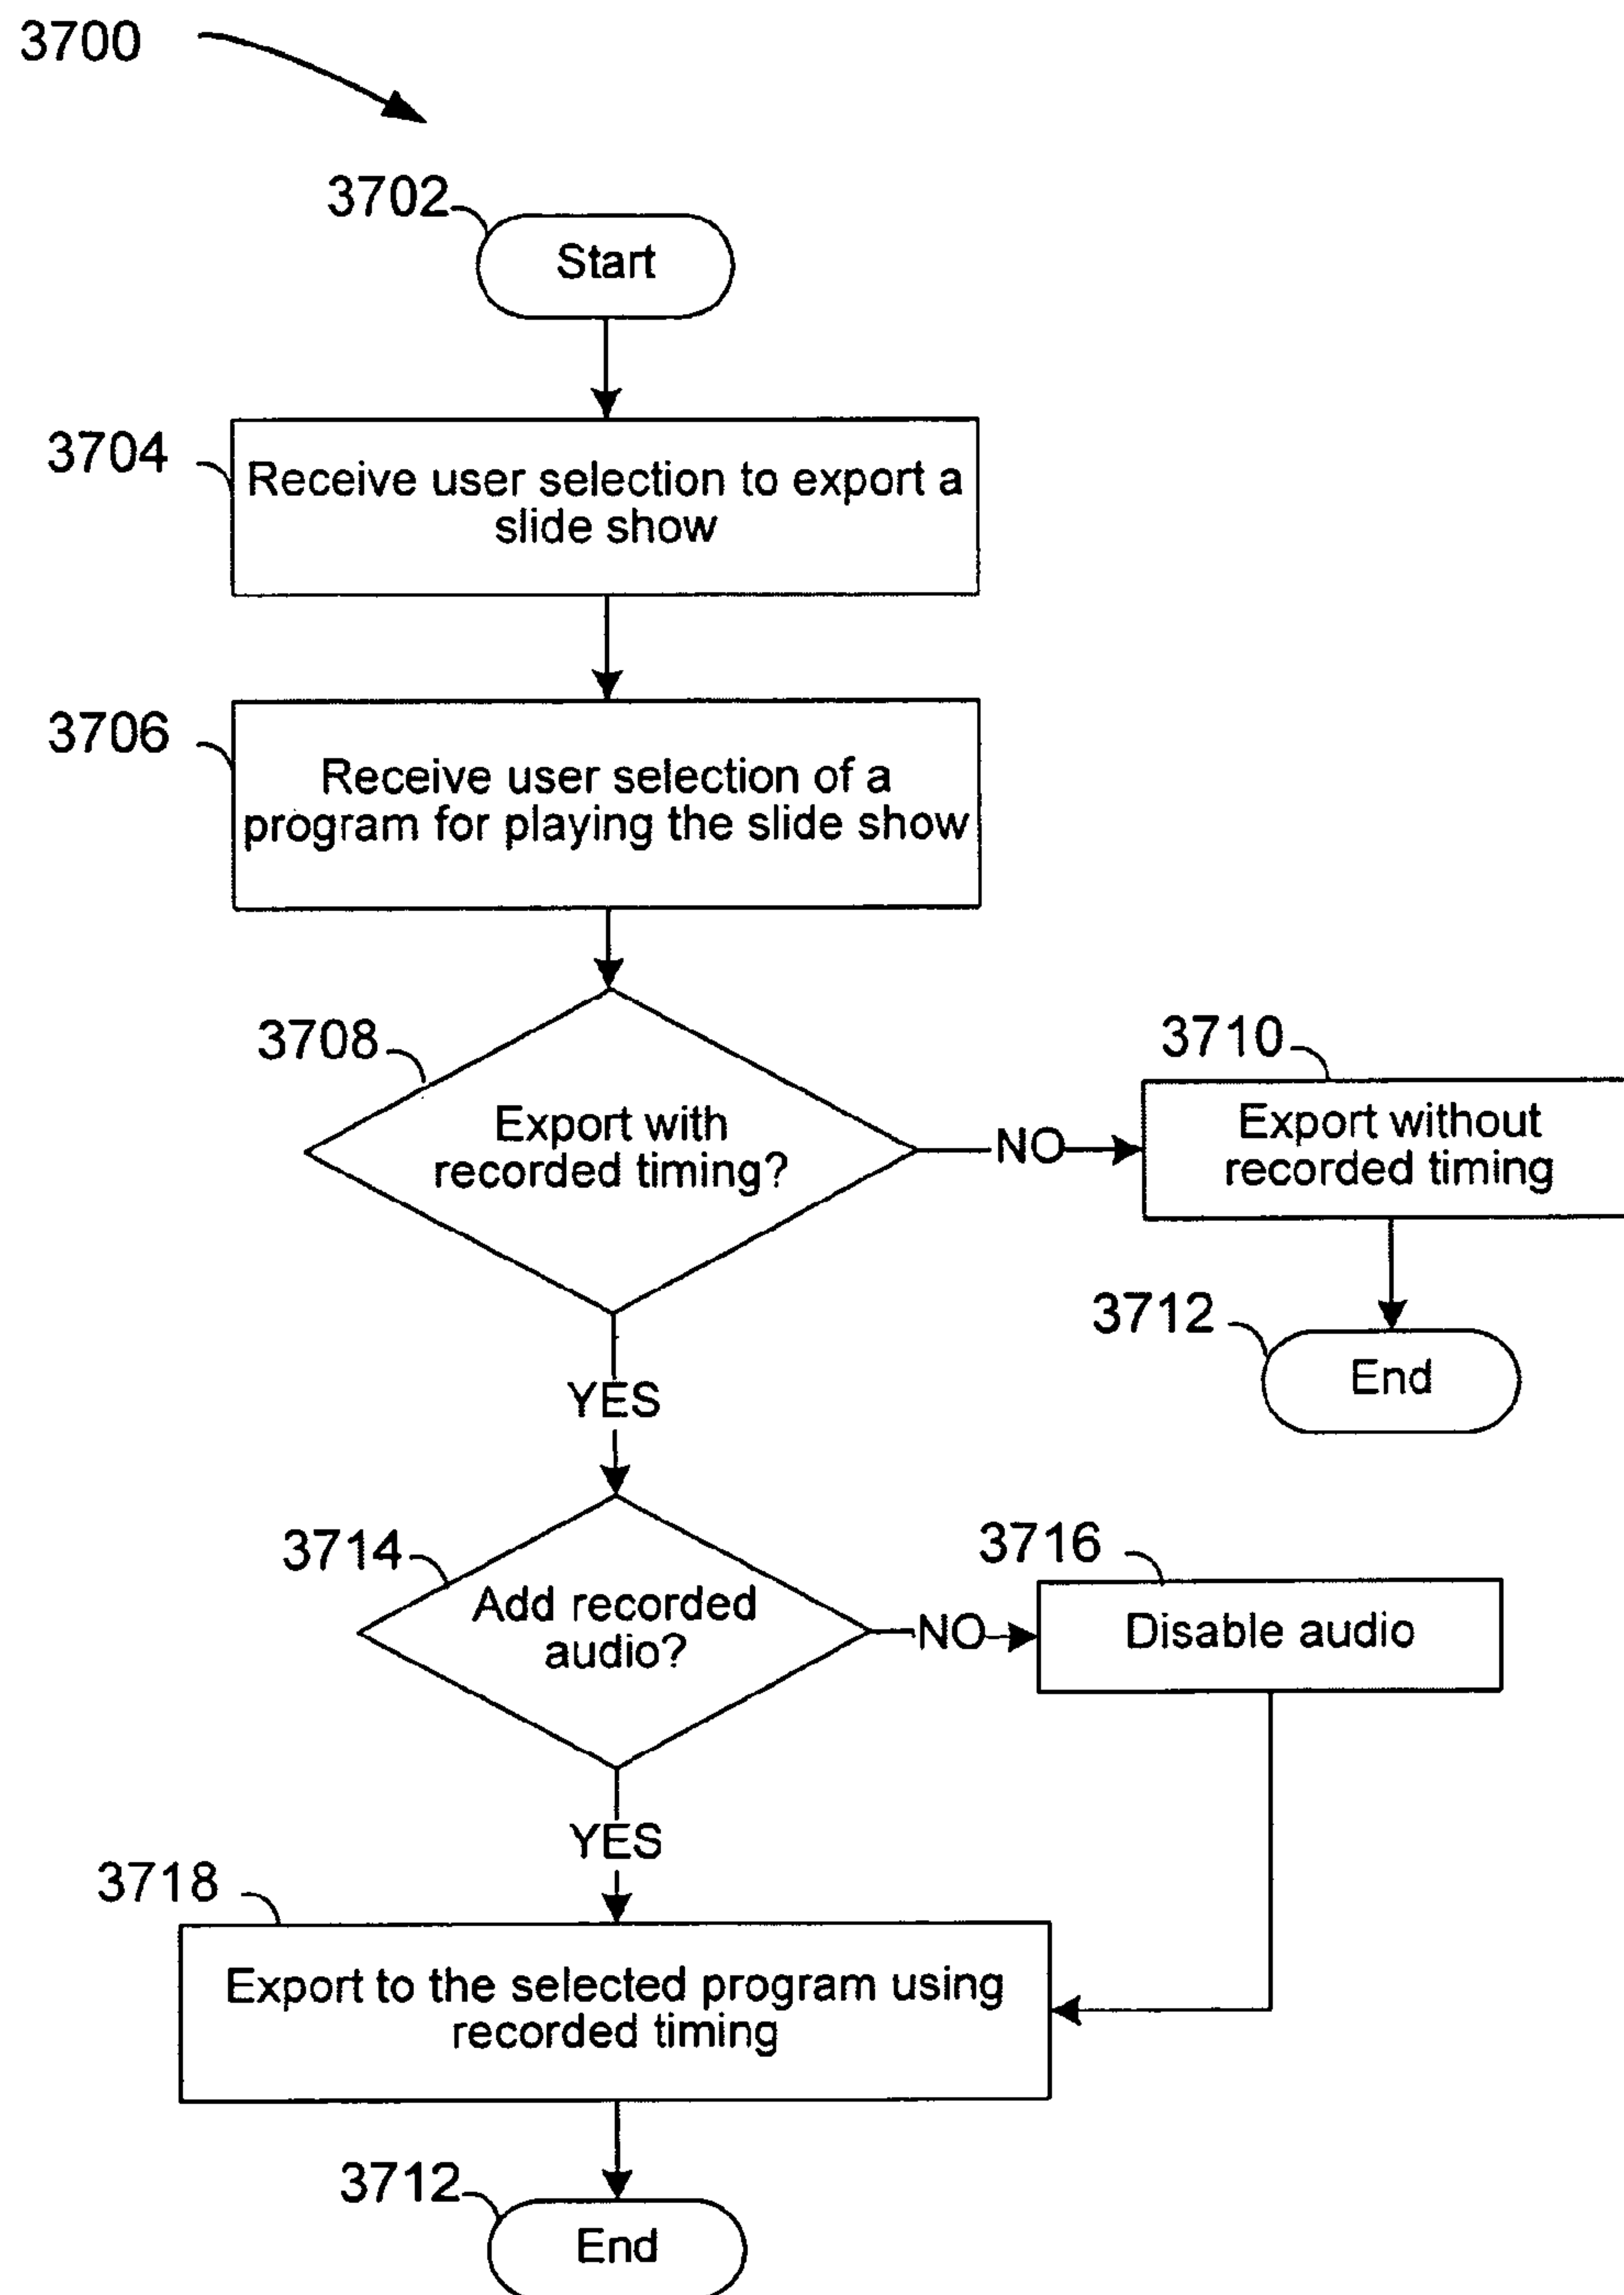 3700
3702
Start
3704
Receive user selection to export a
slide show
3706
Receive user selection of a
program for playing the slide show
3708
Export with
recorded timing?
NO
3710
Export without
recorded timing
3712
End
YES
3714
Add recorded
audio?
NO
3716
Disable audio
YES
3718
Export to the selected program using
recorded timing
3712
End